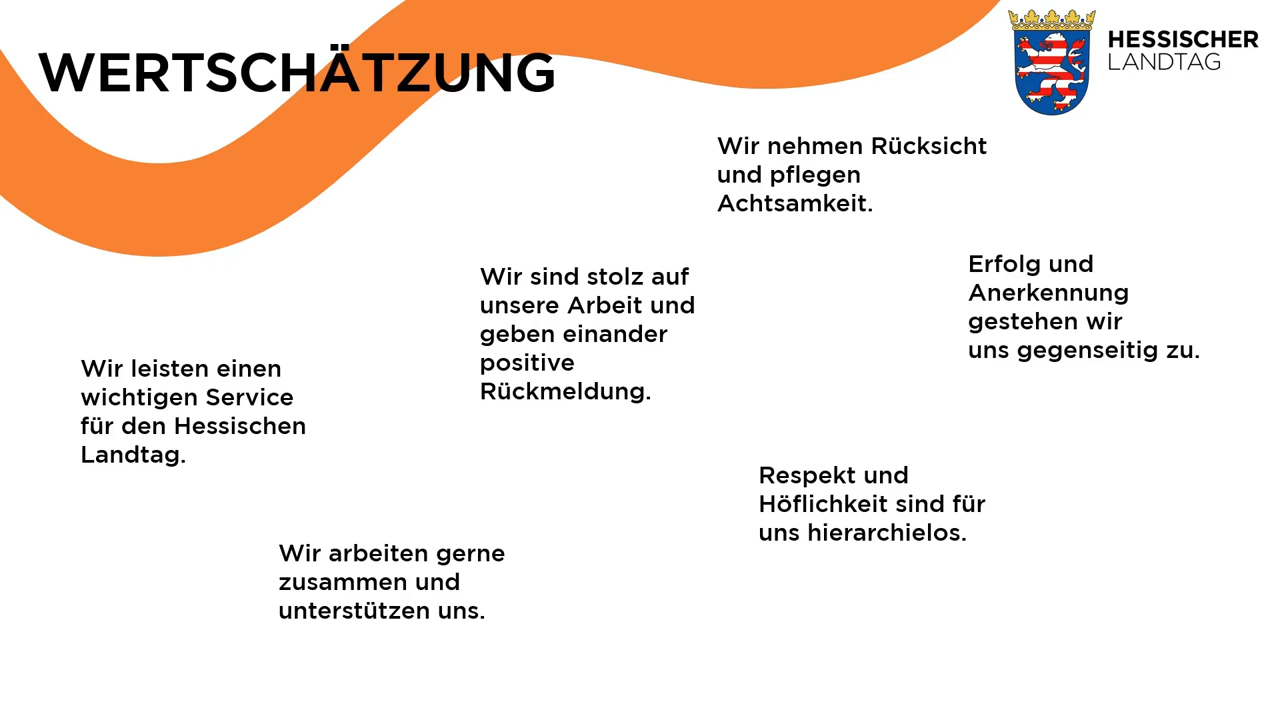 WERTSCHÄTZUNG
HESSISCHER
LANDTAG
Wir nehmen Rücksicht
und pflegen
Achtsamkeit.
Erfolg und
Anerkennung
gestehen wir
uns gegenseitig zu.
Wir sind stolz auf
unsere Arbeit und
geben einander
positive
Rückmeldung.
Wir leisten einen
wichtigen Service
für den Hessischen
Landtag.
Respekt und
Höflichkeit sind für
uns hierarchielos.
Wir arbeiten gerne
zusammen und
unterstützen uns.